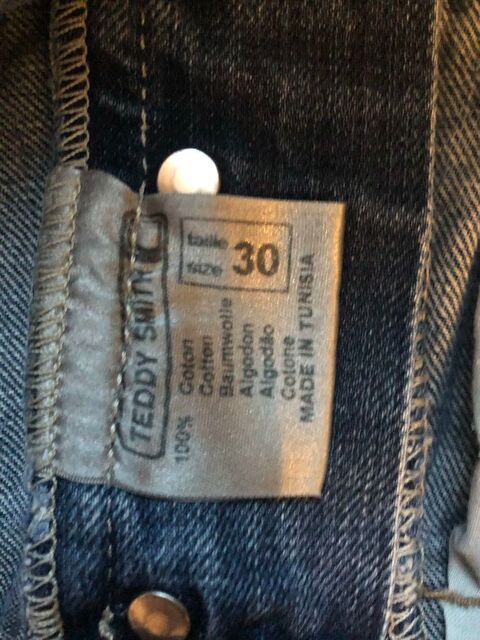 TEDDY SMITH
taille
size
30
100% Coton
Cotton
Baumwolle
Algodon
Algodão
Cotone
MADE IN TUNISIA